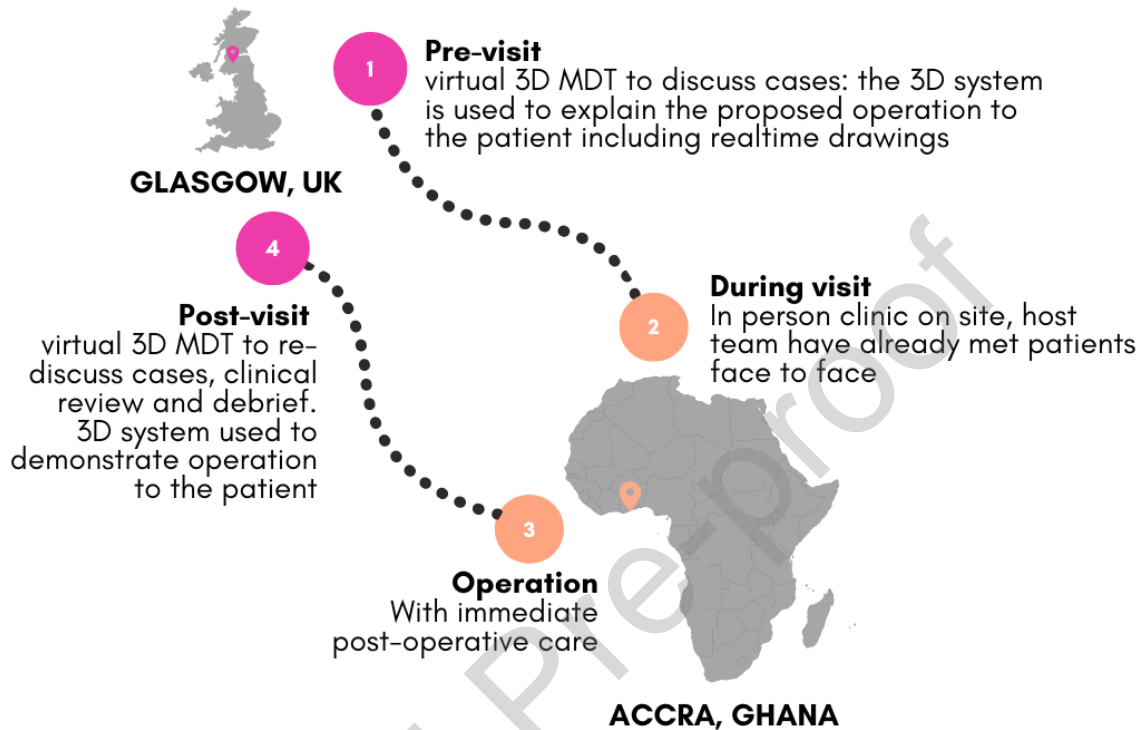 1
Pre-visit
virtual 3D MDT to discuss cases: the 3D system
is used to explain the proposed operation to
the patient including realtime drawings
GLASGOW, UK
4
Post-visit
virtual 3D MDT to re-
discuss cases, clinical
review and debrief.
3D system used to
demonstrate operation
to the patient
2
During visit
In person clinic on site, host
team have already met patients
face to face
3
Operation
With immediate
post-operative care
ACCRA, GHANA
Pre-proof